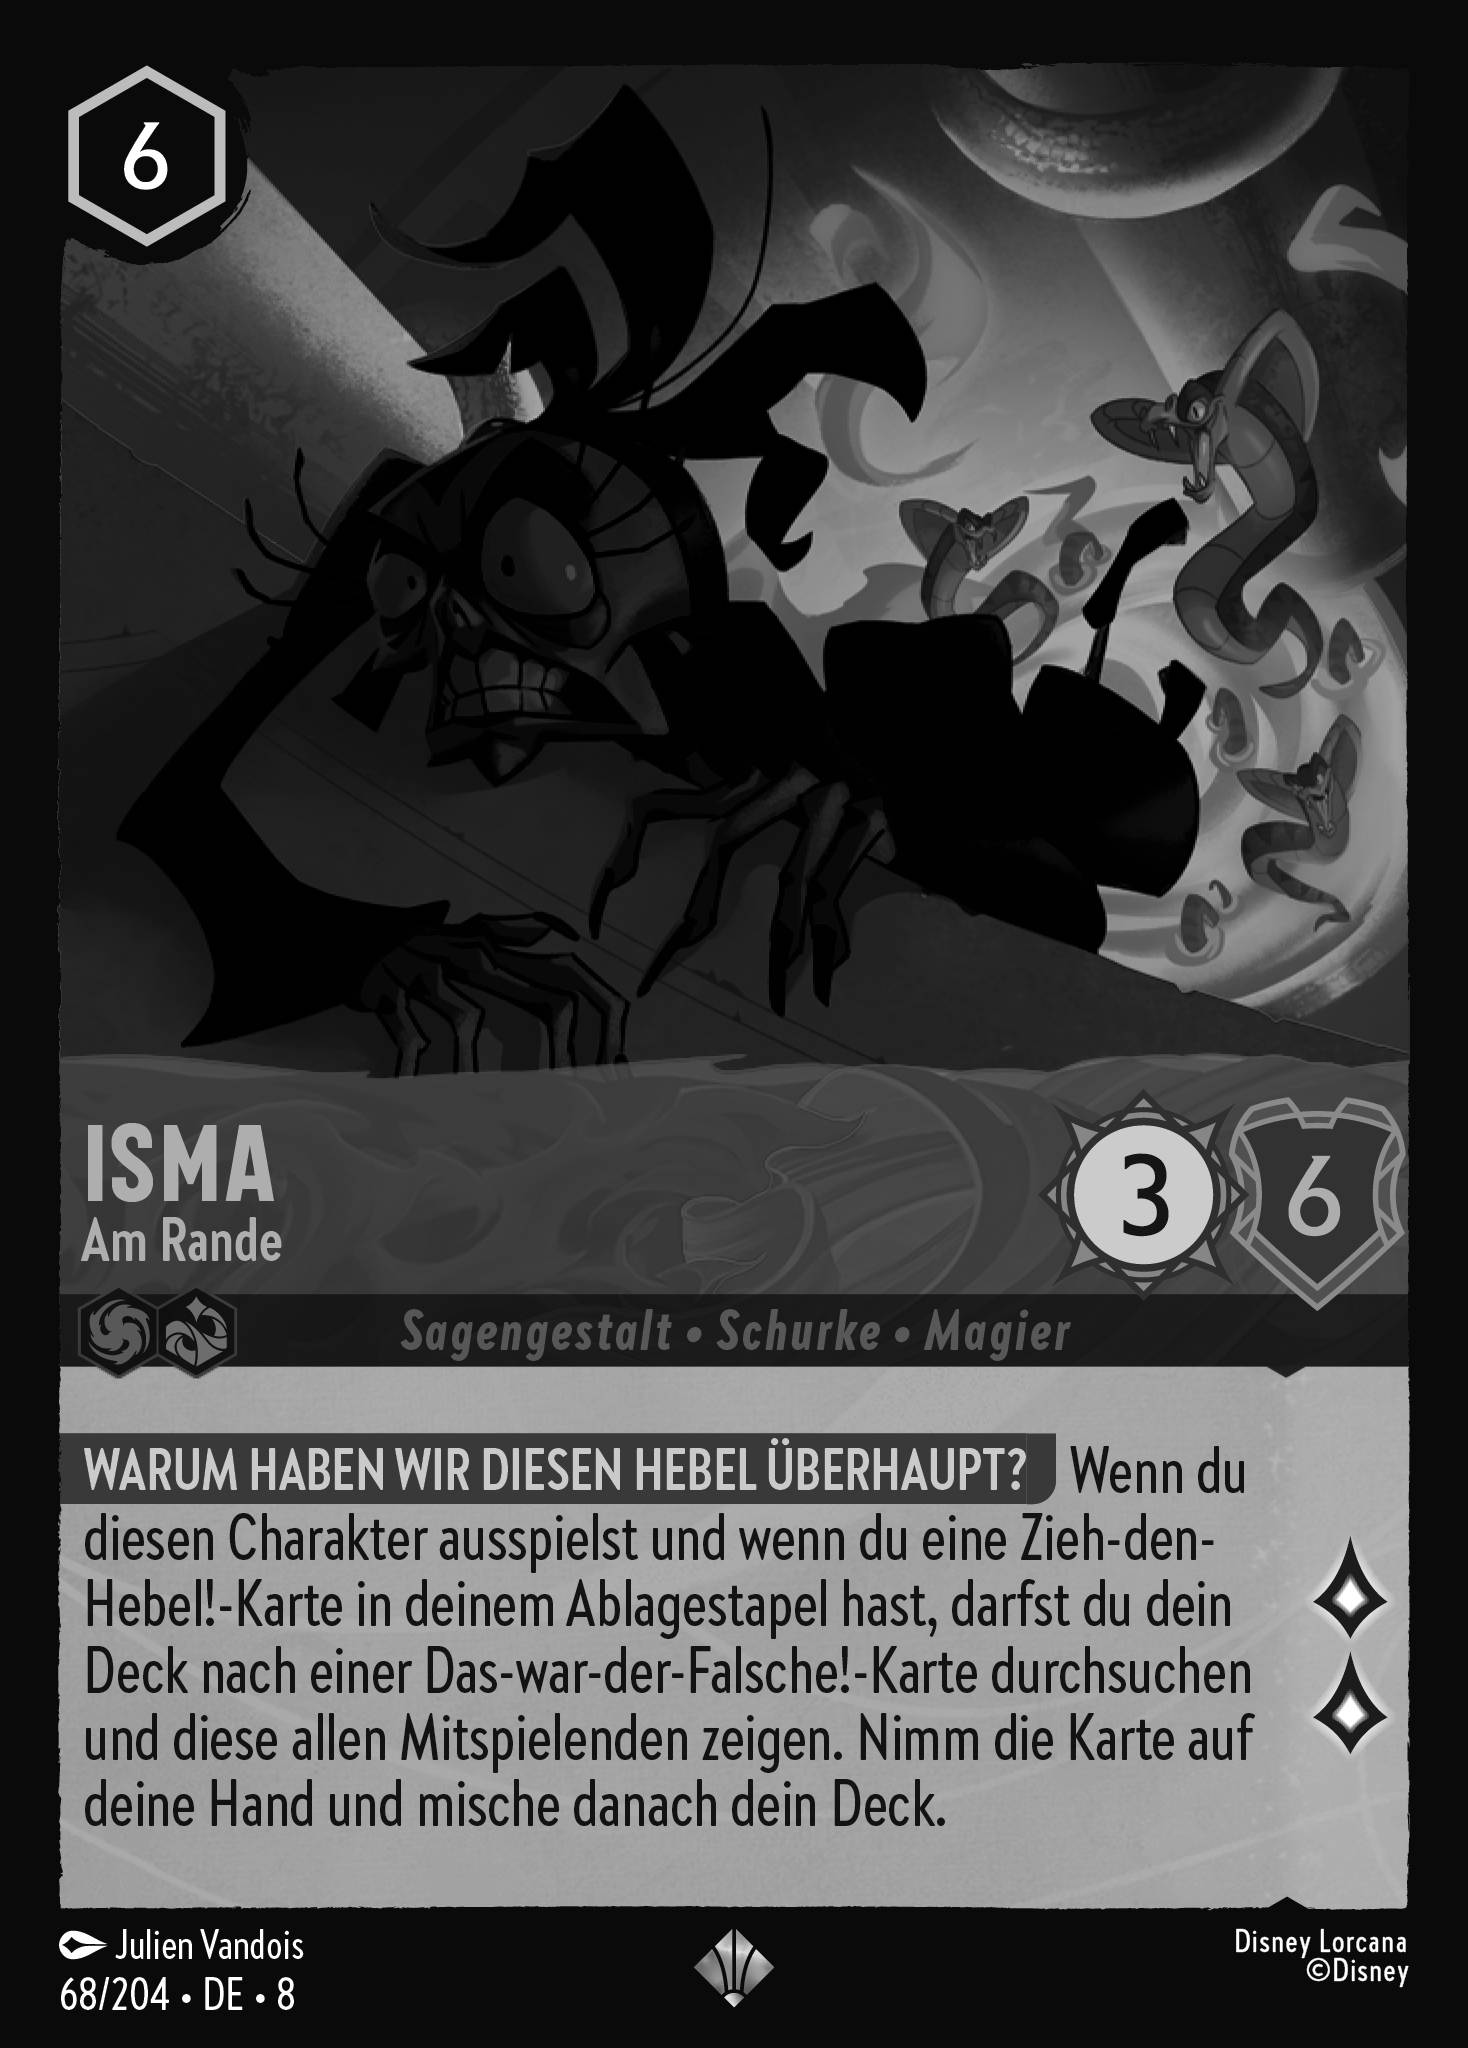 6
ISMA
Am Rande
3
6
Sagengestalt • Schurke • Magier
WARUM HABEN WIR DIESEN HEBEL ÜBERHAUPT? Wenn du
diesen Charakter ausspielst und wenn du eine Zieh-den-
Hebel!-Karte in deinem Ablagestapel hast, darfst du dein
Deck nach einer Das-war-der-Falsche!-Karte durchsuchen
und diese allen Mitspielenden zeigen. Nimm die Karte auf
deine Hand und mische danach dein Deck.
Julien Vandois
68/204 • DE • 8
Disney Lorcana
©Disney